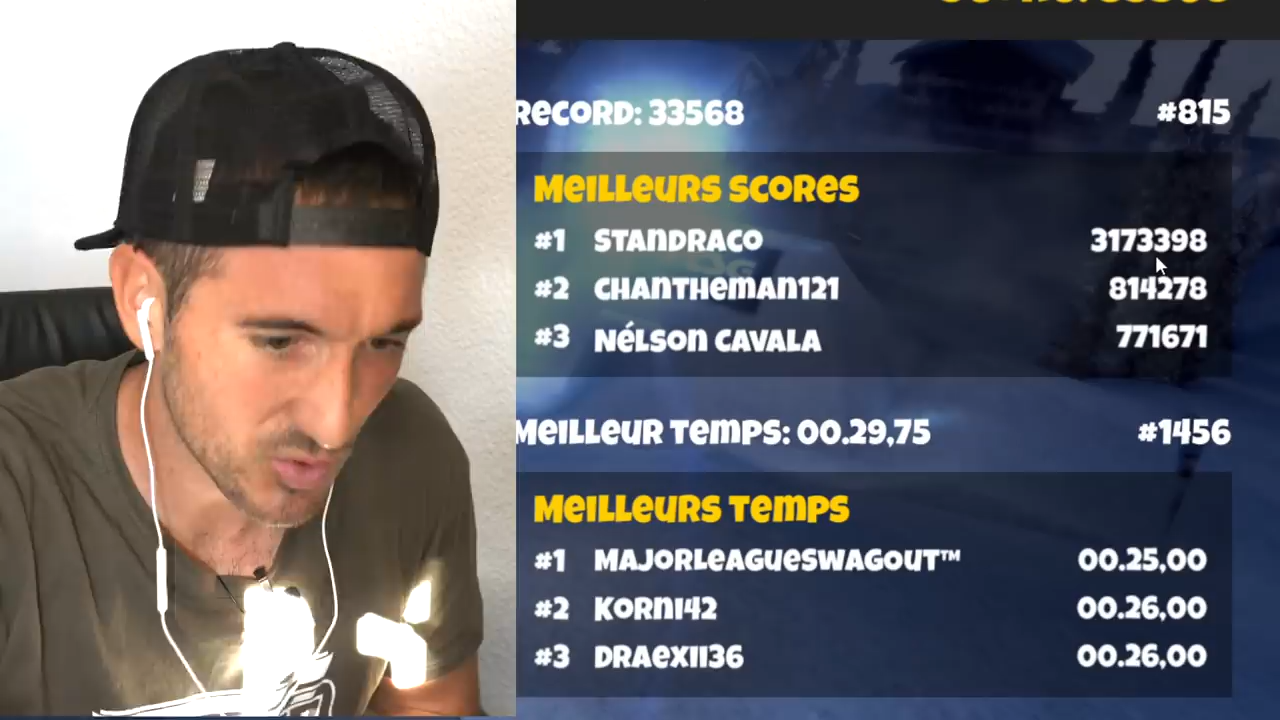 RECORD: 33568 #815
MEILLEURS SCORES
#1 STANDRACO 3173398
#2 CHANTHEMAN121 814278
#3 NÉLSON CAVALA 771671
MEILLEUR TEMPS: 00.29,75 #1456
MEILLEURS TEMPS
#1 MAJORLEAGUESWAGOUT™ 00.25,00
#2 KORNI42 00.26,00
#3 DRAEXII36 00.26,00